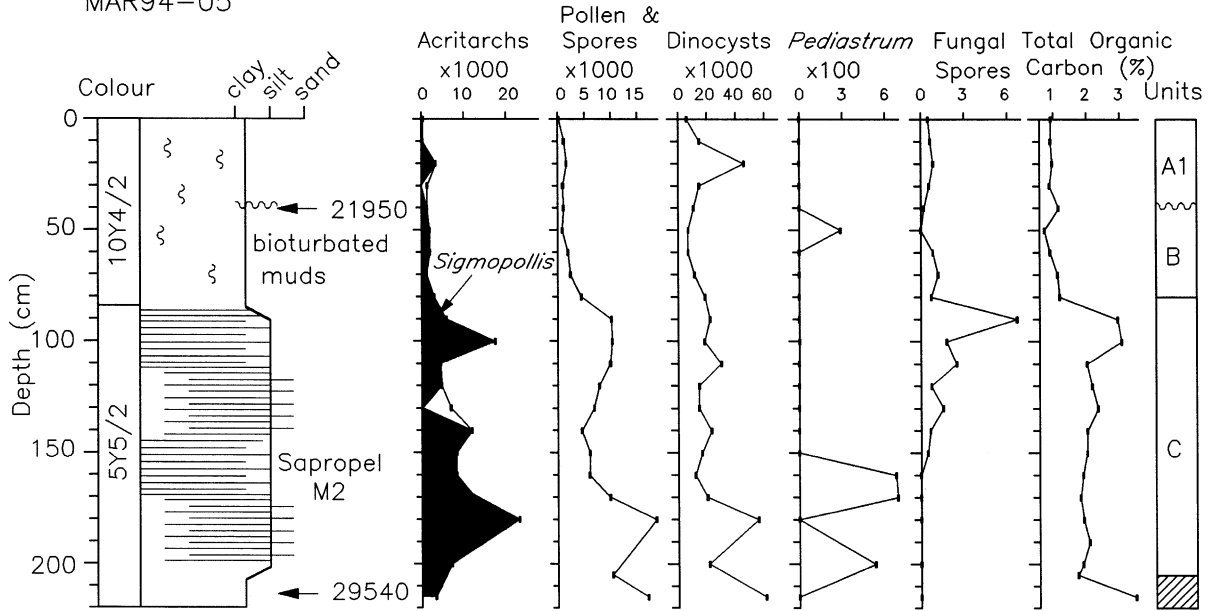 MAR94-05
Colour
clay
silt
sand
Acritarchs
x1000
0 10 20
Pollen &
Spores
x1000
0 5 10 15
Dinocysts
x1000
0 20 40 60
Pediastrum
x100
0 3 6
Fungal
Spores
0 3 6
Total Organic
Carbon (%)
1 2 3
Units
Depth (cm)
0
50
100
150
200
10Y4/2
5Y5/2
21950
bioturbated
muds
Sigmopollis
Sapropel
M2
29540
A1
B
C